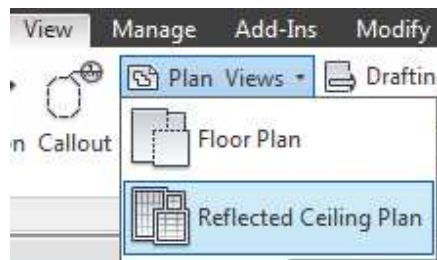 View Manage Add-Ins Modify
Plan Views Draftin
n Callout
Floor Plan
Reflected Ceiling Plan